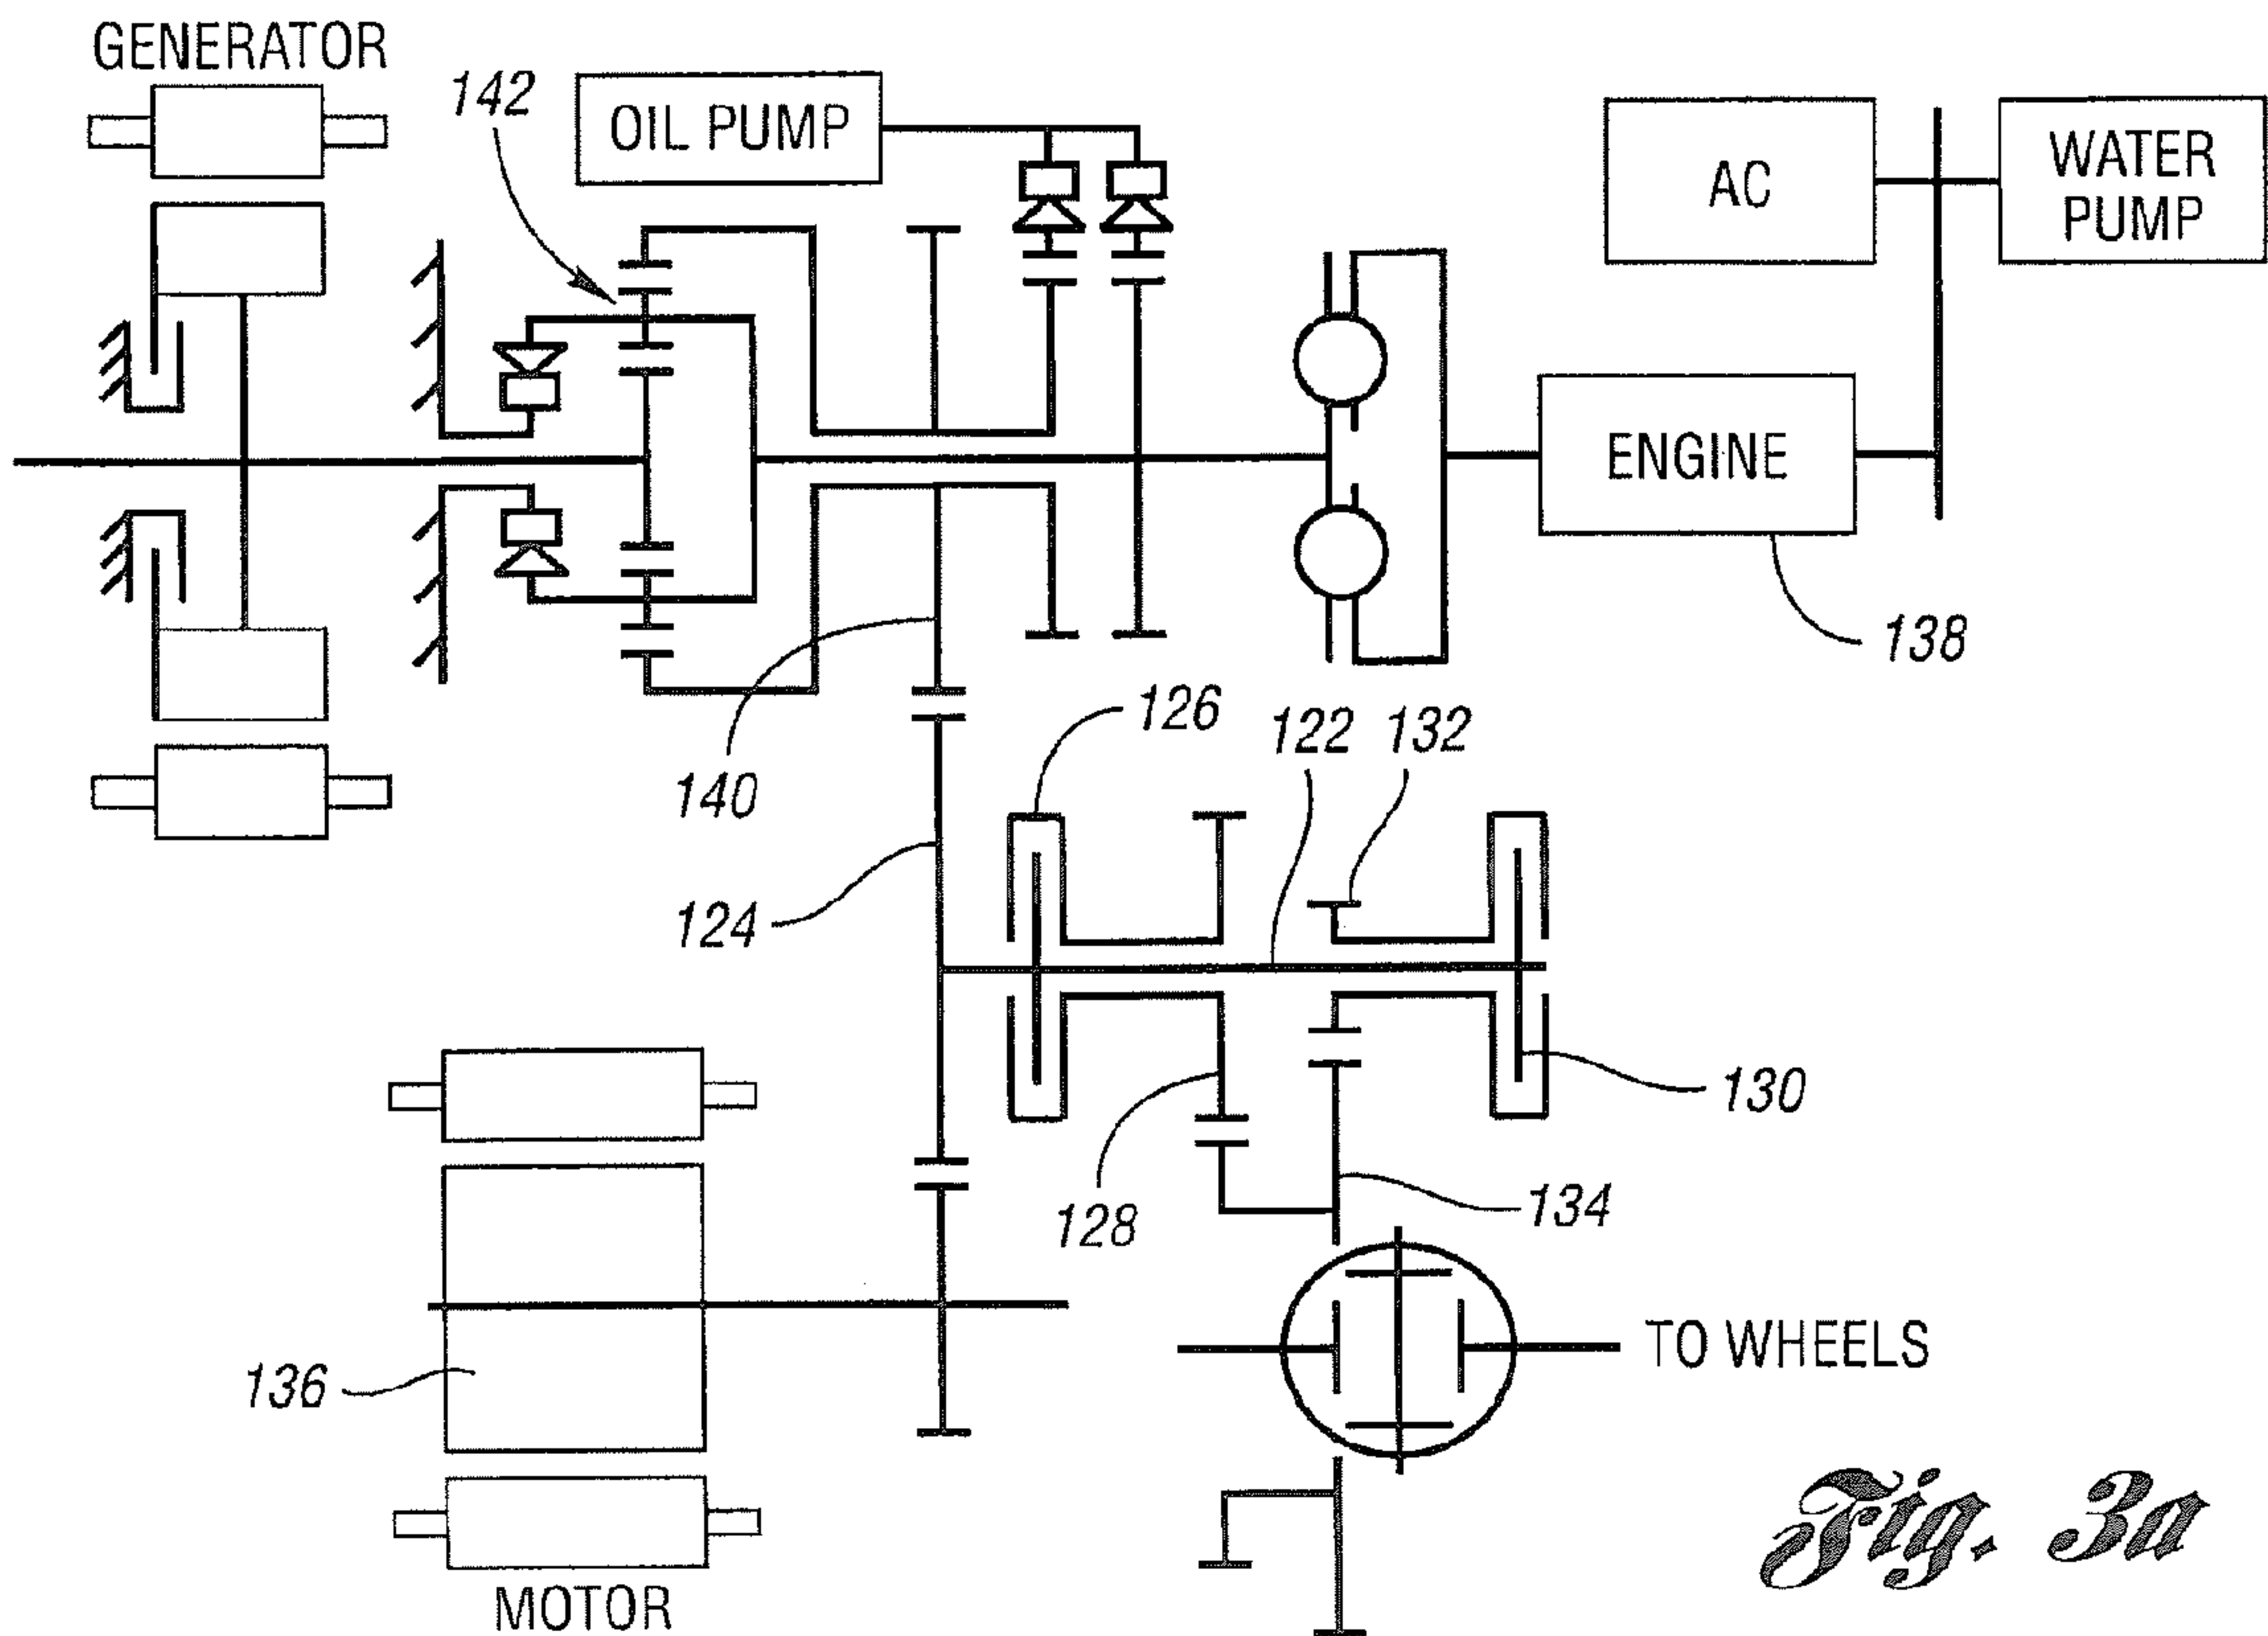 GENERATOR
142
OIL PUMP
AC
WATER
PUMP
ENGINE
138
126
122
132
140
124
130
128
134
136
TO WHEELS
MOTOR
Fig. 3a